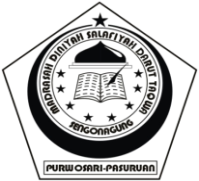 MADRASAH DINIYAH SALAFIYAH DARUT TAQWA
SENGONAGUNG
PURWOSARI-PASURUAN